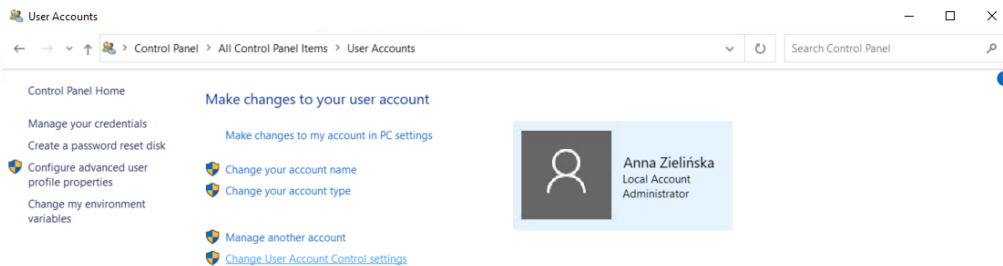 User Accounts
Control Panel > All Control Panel Items > User Accounts
Search Control Panel
Control Panel Home
Manage your credentials
Create a password reset disk
Configure advanced user
profile properties
Change my environment
variables
Make changes to your user account
Make changes to my account in PC settings
Change your account name
Change your account type
Manage another account
Change User Account Control settings
Anna Zielińska
Local Account
Administrator